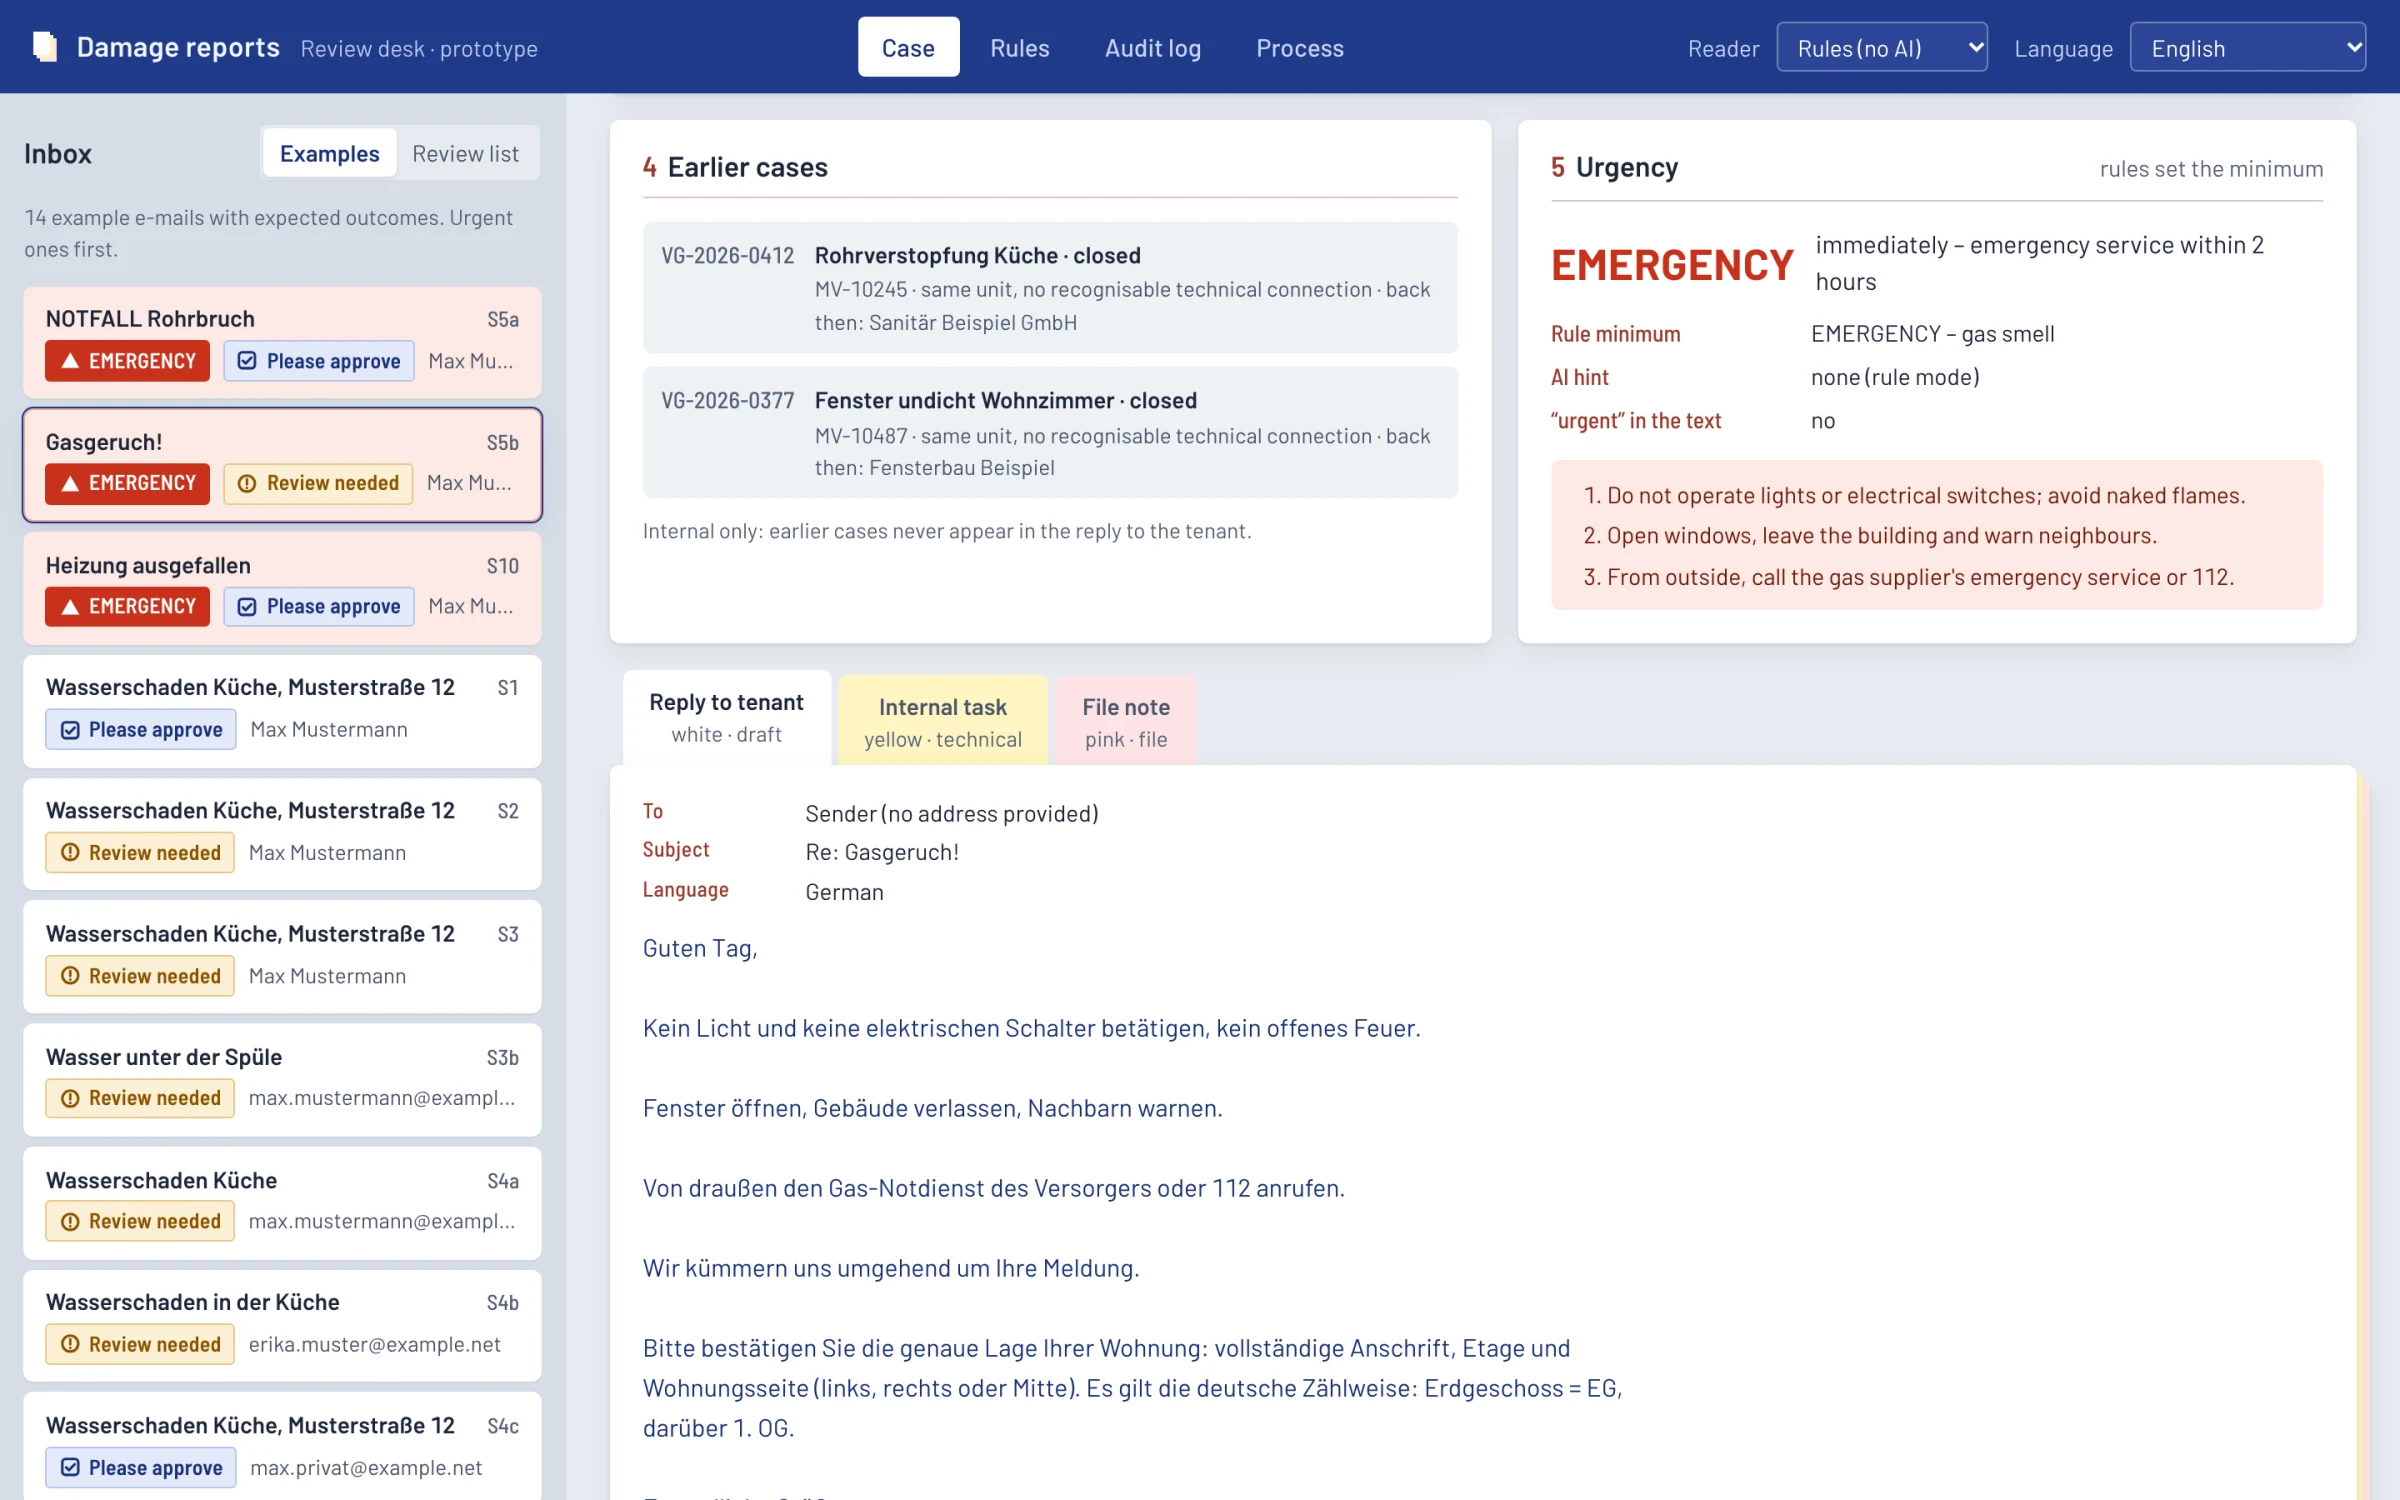 Damage reports Review desk · prototype
Case Rules Audit log Process
Reader Rules (no AI) Language English
Inbox Examples Review list
14 example e-mails with expected outcomes. Urgent
ones first.
NOTFALL Rohrbruch S5a
EMERGENCY Please approve Max Mu...
Gasgeruch! S5b
EMERGENCY Review needed Max Mu...
Heizung ausgefallen S10
EMERGENCY Please approve Max Mu...
Wasserschaden Küche, Musterstraße 12 S1
Please approve Max Mustermann
Wasserschaden Küche, Musterstraße 12 S2
Review needed Max Mustermann
Wasserschaden Küche, Musterstraße 12 S3
Review needed Max Mustermann
Wasser unter der Spüle S3b
Review needed max.mustermann@exampl...
Wasserschaden Küche S4a
Review needed max.mustermann@exampl...
Wasserschaden in der Küche S4b
Review needed erika.muster@example.net
Wasserschaden Küche, Musterstraße 12 S4c
Please approve max.privat@example.net
4 Earlier cases
VG-2026-0412 Rohrverstopfung Küche · closed
MV-10245 · same unit, no recognisable technical connection · back
then: Sanitär Beispiel GmbH
VG-2026-0377 Fenster undicht Wohnzimmer · closed
MV-10487 · same unit, no recognisable technical connection · back
then: Fensterbau Beispiel
Internal only: earlier cases never appear in the reply to the tenant.
5 Urgency rules set the minimum
EMERGENCY immediately – emergency service within 2
hours
Rule minimum EMERGENCY – gas smell
AI hint none (rule mode)
“urgent” in the text no
1. Do not operate lights or electrical switches; avoid naked flames.
2. Open windows, leave the building and warn neighbours.
3. From outside, call the gas supplier's emergency service or 112.
Reply to tenant Internal task File note
white · draft yellow · technical pink · file
To Sender (no address provided)
Subject Re: Gasgeruch!
Language German
Guten Tag,
Kein Licht und keine elektrischen Schalter betätigen, kein offenes Feuer.
Fenster öffnen, Gebäude verlassen, Nachbarn warnen.
Von draußen den Gas-Notdienst des Versorgers oder 112 anrufen.
Wir kümmern uns umgehend um Ihre Meldung.
Bitte bestätigen Sie die genaue Lage Ihrer Wohnung: vollständige Anschrift, Etage und
Wohnungsseite (links, rechts oder Mitte). Es gilt die deutsche Zählweise: Erdgeschoss = EG,
darüber 1. OG.